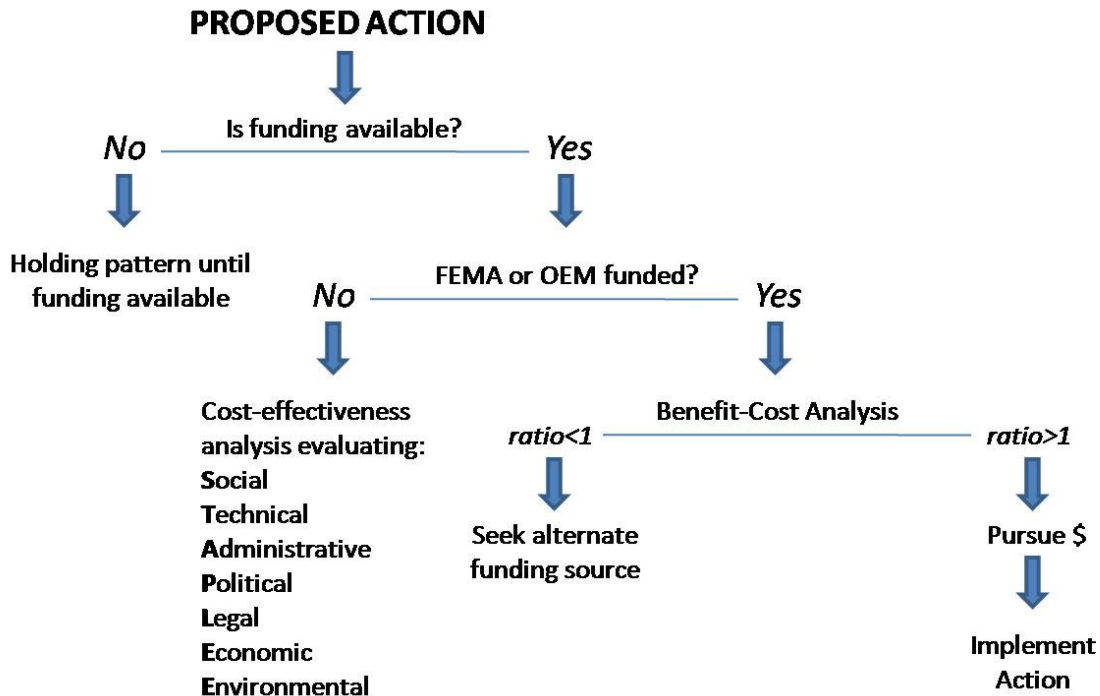 PROPOSED ACTION
Is funding available?
No
Yes
Holding pattern until
funding available
FEMA or OEM funded?
No
Yes
Cost-effectiveness
analysis evaluating:
Social
Technical
Administrative
Political
Legal
Economic
Environmental
Benefit-Cost Analysis
ratio<1
ratio>1
Seek alternate
funding source
Pursue $
Implement
Action